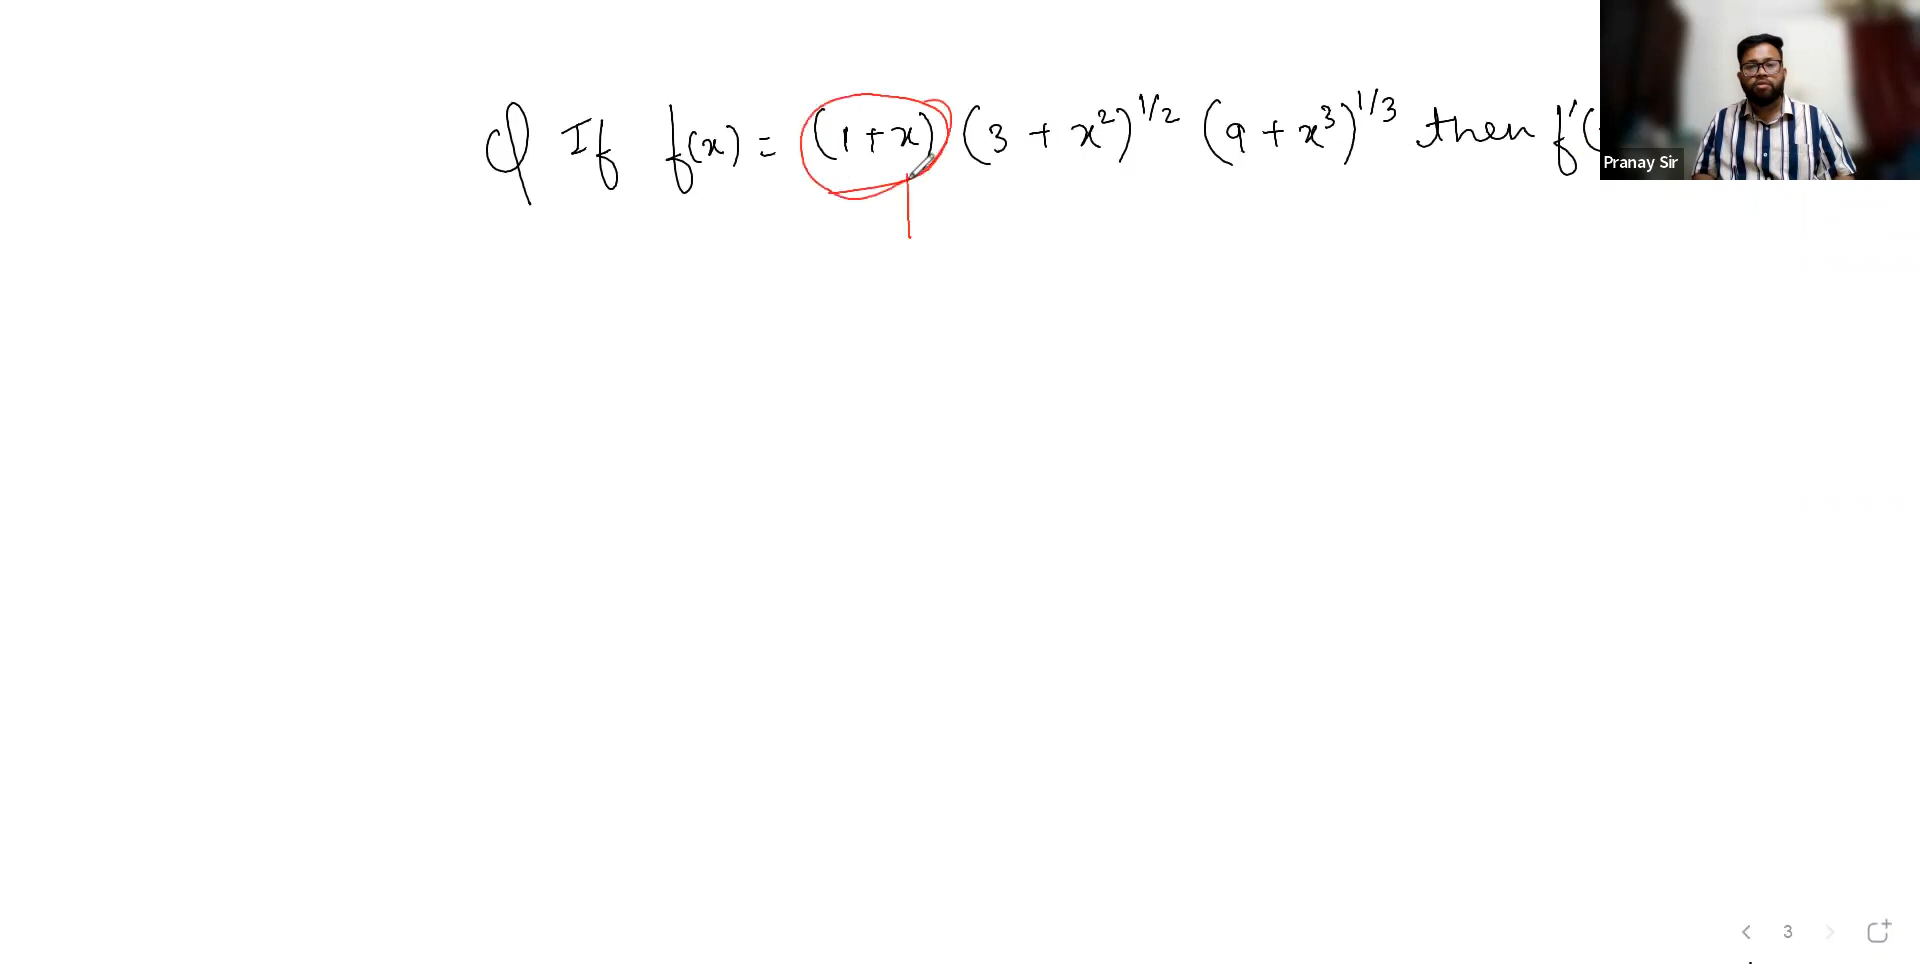 Q If f(x) = (1+x) (3 + x²)^1/2 (9 + x³)^1/3 then f'(
Pranay Sir
3